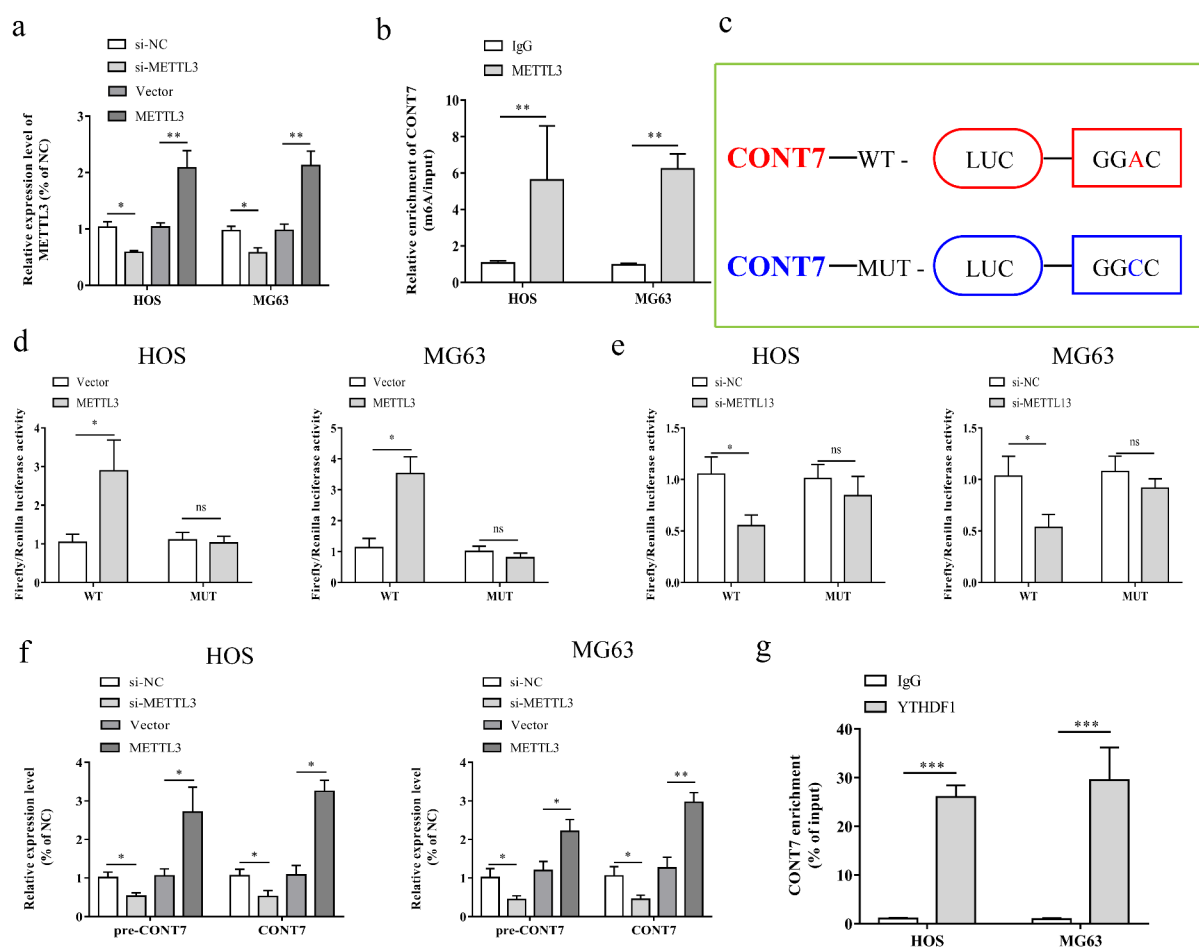 a
si-NC
si-METTL3
Vector
METTL3
Relative expression level of
METTL3 (% of NC)
3
2
1
0
*
**
*
**
HOS
MG63
b
IgG
METTL3
Relative enrichment of CONT7
(m6A/input)
10
8
6
4
2
0
**
**
HOS
MG63
c
CONT7—WT - LUC GGAC
CONT7—MUT - LUC GGCC
d
HOS
Vector
METTL3
Firefly/Renilla luciferase activity
4
3
2
1
0
*
ns
WT
MUT
MG63
Vector
METTL3
Firefly/Renilla luciferase activity
5
4
3
2
1
0
*
ns
WT
MUT
e
HOS
si-NC
si-METTL13
Firefly/Renilla luciferase activity
1.5
1.0
0.5
0.0
*
ns
WT
MUT
MG63
si-NC
si-METTL13
Firefly/Renilla luciferase activity
1.5
1.0
0.5
0.0
*
ns
WT
MUT
f
HOS
si-NC
si-METTL3
Vector
METTL3
Relative expression level
(% of NC)
4
3
2
1
0
*
*
*
*
pre-CONT7
CONT7
MG63
si-NC
si-METTL3
Vector
METTL3
Relative expression level
(% of NC)
4
3
2
1
0
*
*
*
**
pre-CONT7
CONT7
g
IgG
YTHDF1
CONT7 enrichment
(% of input)
40
30
20
10
0
***
***
HOS
MG63